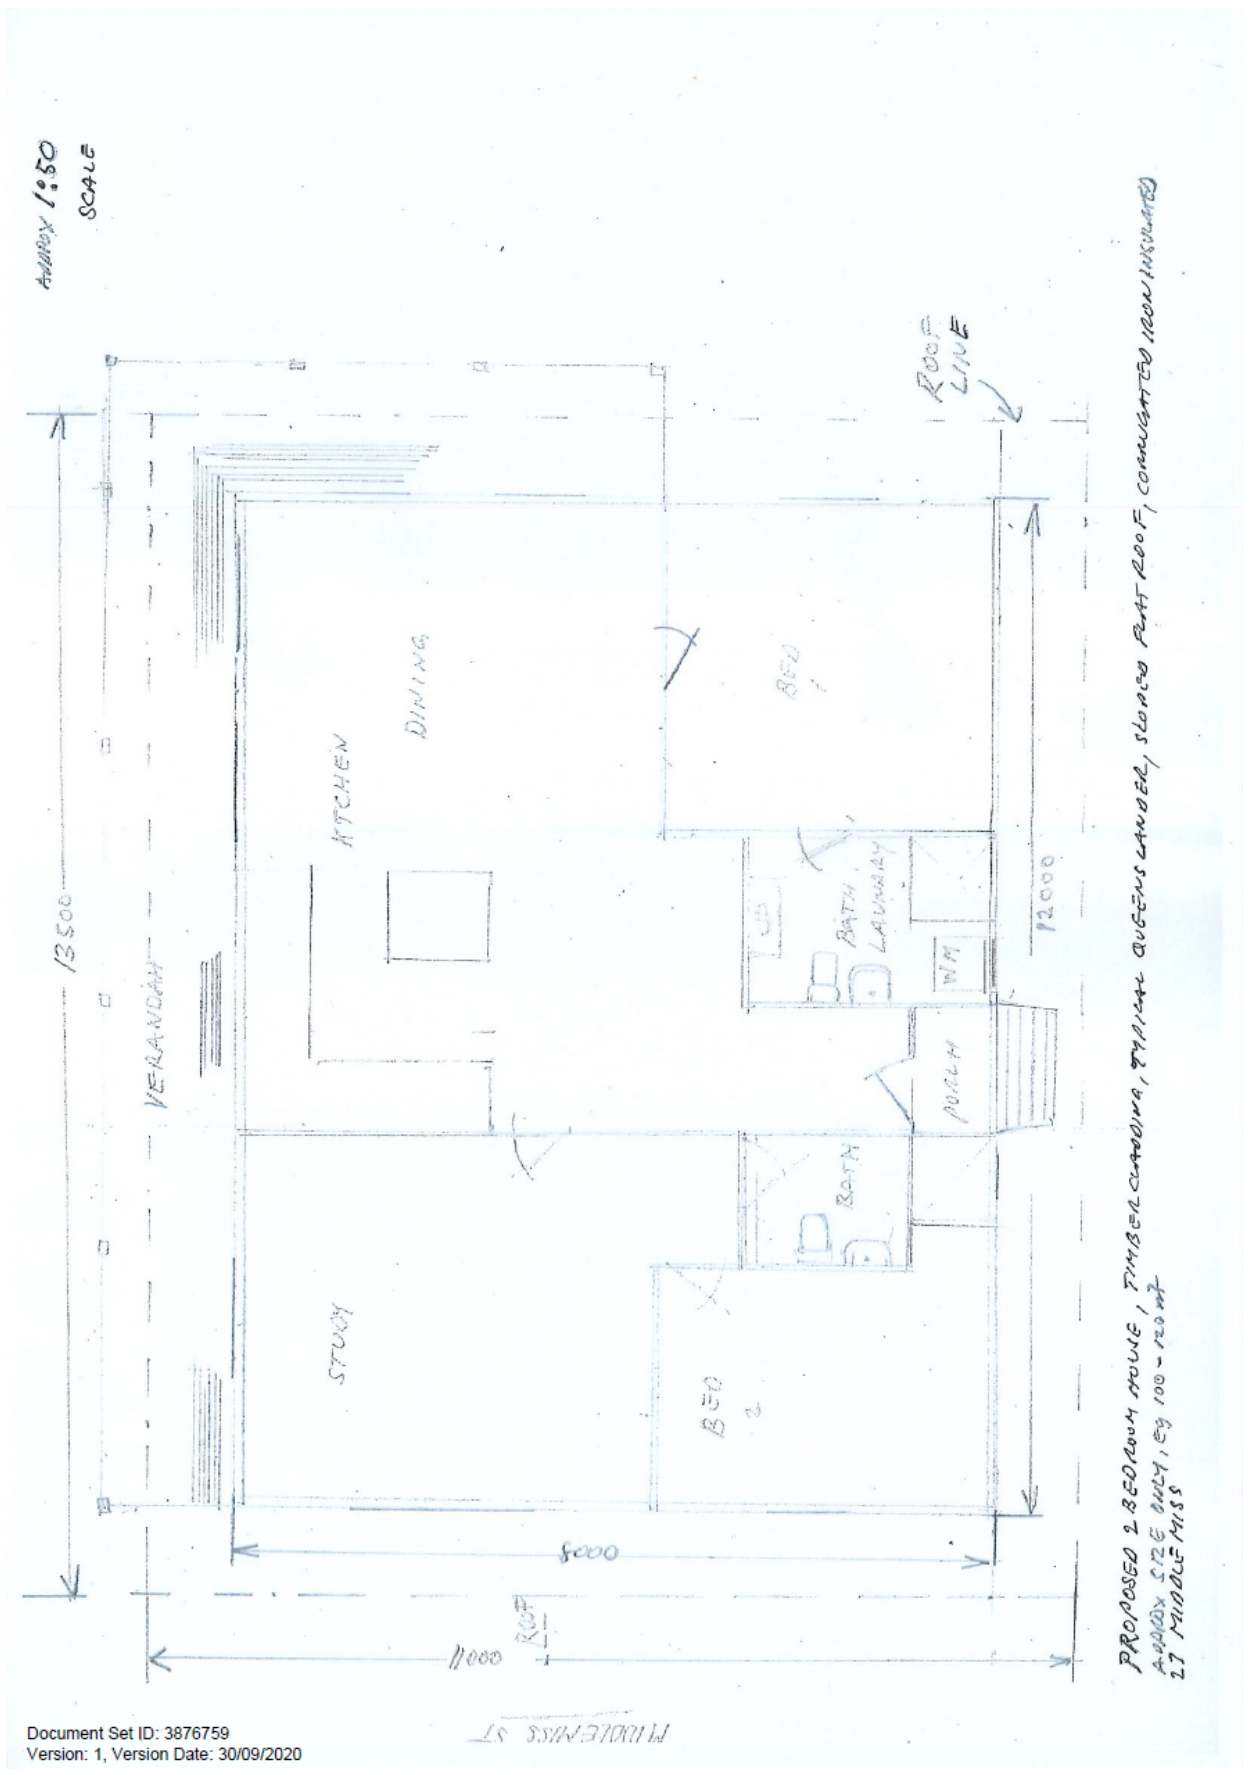 APPROX 1:50
SCALE
13500
VERANDAH
ROOF
LINE
KTCHEN
DINING
BED
1
BATH
LAUNDARY
WM
12000
PORCH
STUDY
BATH
BED
2
8000
ROOF
11000
PROPOSED 2 BEDROOM HOUSE, TIMBER CLADDING, TYPICAL QUEENSLANDER, SLOPED FLAT ROOF, CORRUGATED IRON INSULATED
APPROX SIZE ONLY, EG 100-120 m²
27 MIDDLEMISS
MIDDLEMISS ST
Document Set ID: 3876759
Version: 1, Version Date: 30/09/2020